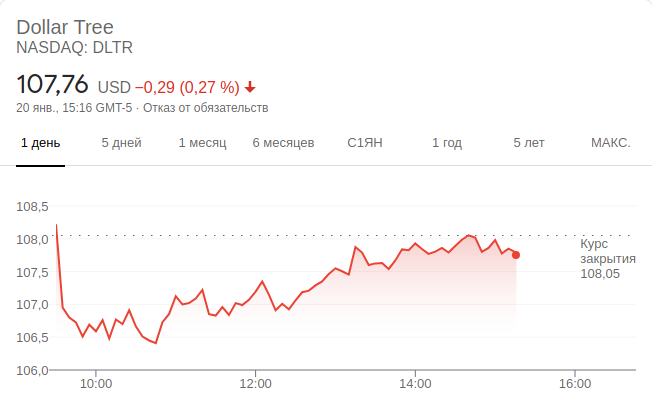 Dollar Tree
NASDAQ: DLTR
107,76 USD −0,29 (0,27 %)
20 янв., 15:16 GMT-5 · Отказ от обязательств
1 день 5 дней 1 месяц 6 месяцев С1ЯН 1 год 5 лет МАКС.
108,5
108,0
Курс
закрытия
108,05
107,5
107,0
106,5
106,0
10:00 12:00 14:00 16:00